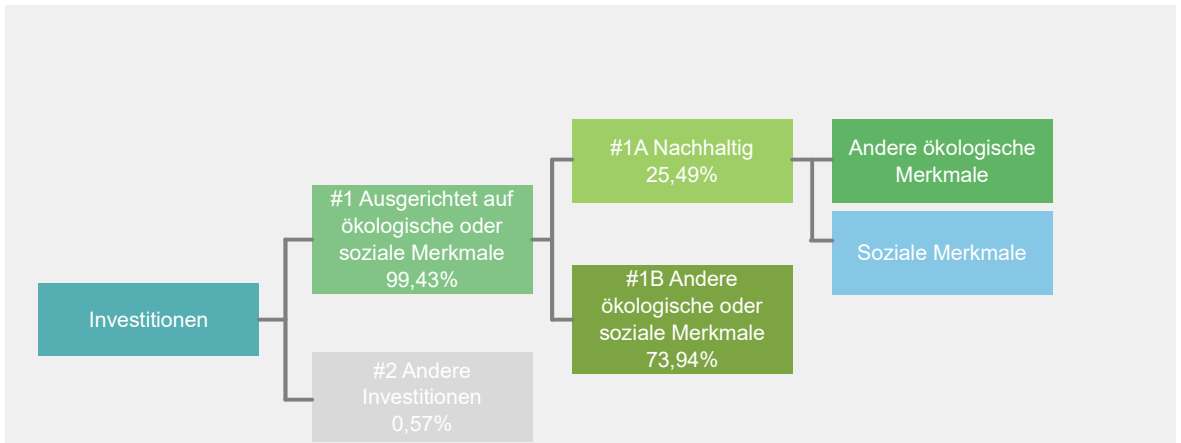 Investitionen
#1 Ausgerichtet auf
ökologische oder
soziale Merkmale
99,43%
#2 Andere
Investitionen
0,57%
#1A Nachhaltig
25,49%
#1B Andere
ökologische oder
soziale Merkmale
73,94%
Andere ökologische
Merkmale
Soziale Merkmale